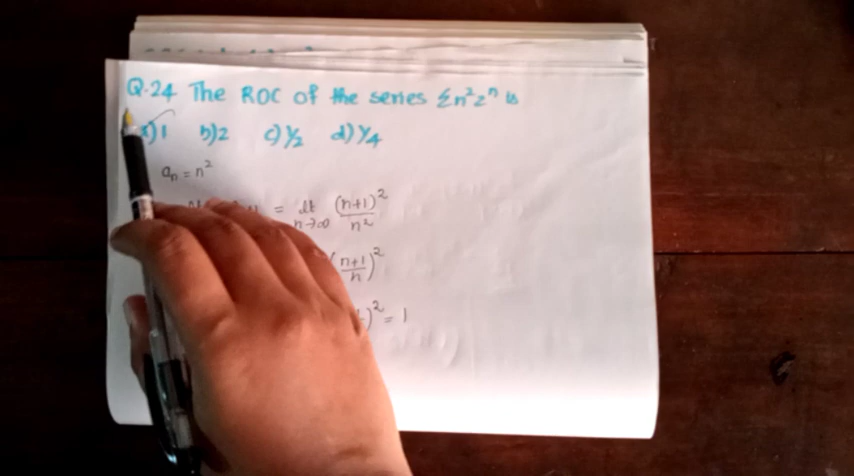 Q.24 The ROC of the series Σn²zⁿ is
a) 1 b) 2 c) 1/2 d) 1/4
aₙ = n²
= lt n→∞ (n+1)²/n²
(n+1/n)²
)² = 1